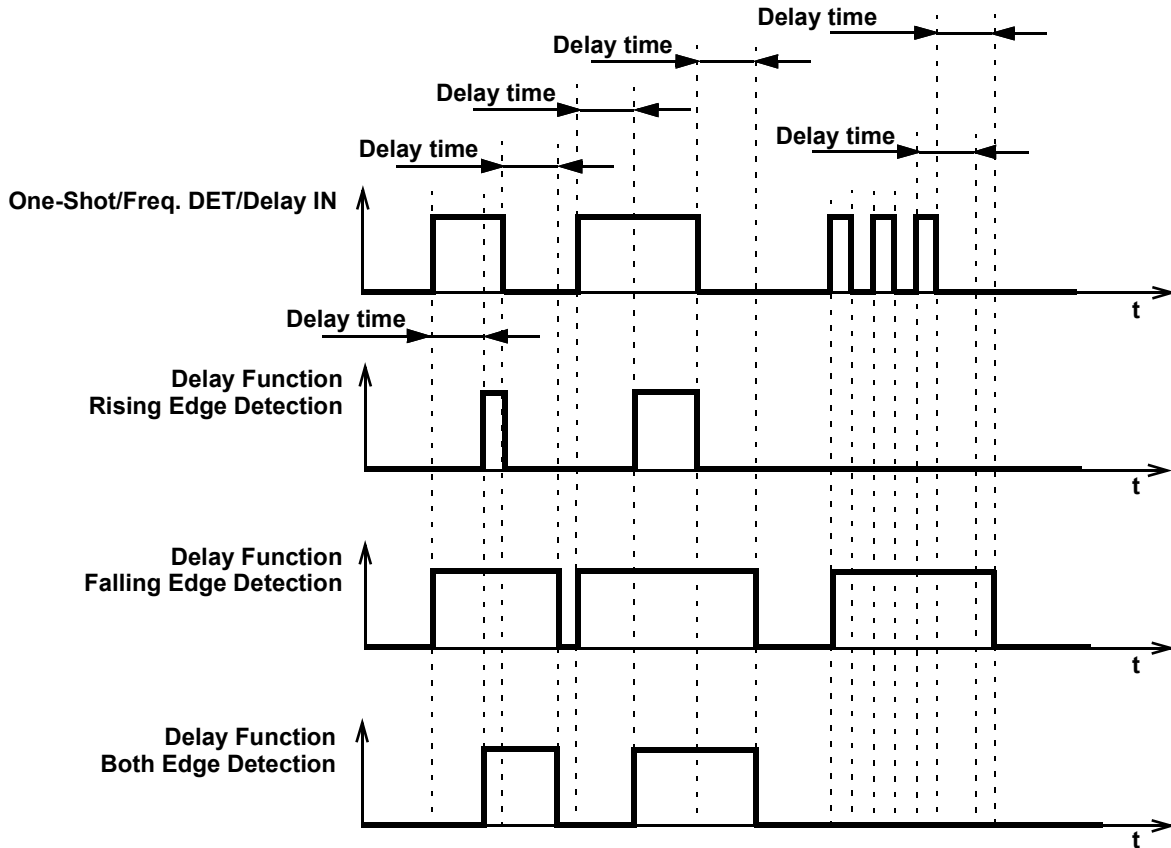 Delay time
Delay time
Delay time
Delay time
Delay time
One-Shot/Freq. DET/Delay IN
t
Delay time
Delay Function
Rising Edge Detection
t
Delay Function
Falling Edge Detection
t
Delay Function
Both Edge Detection
t